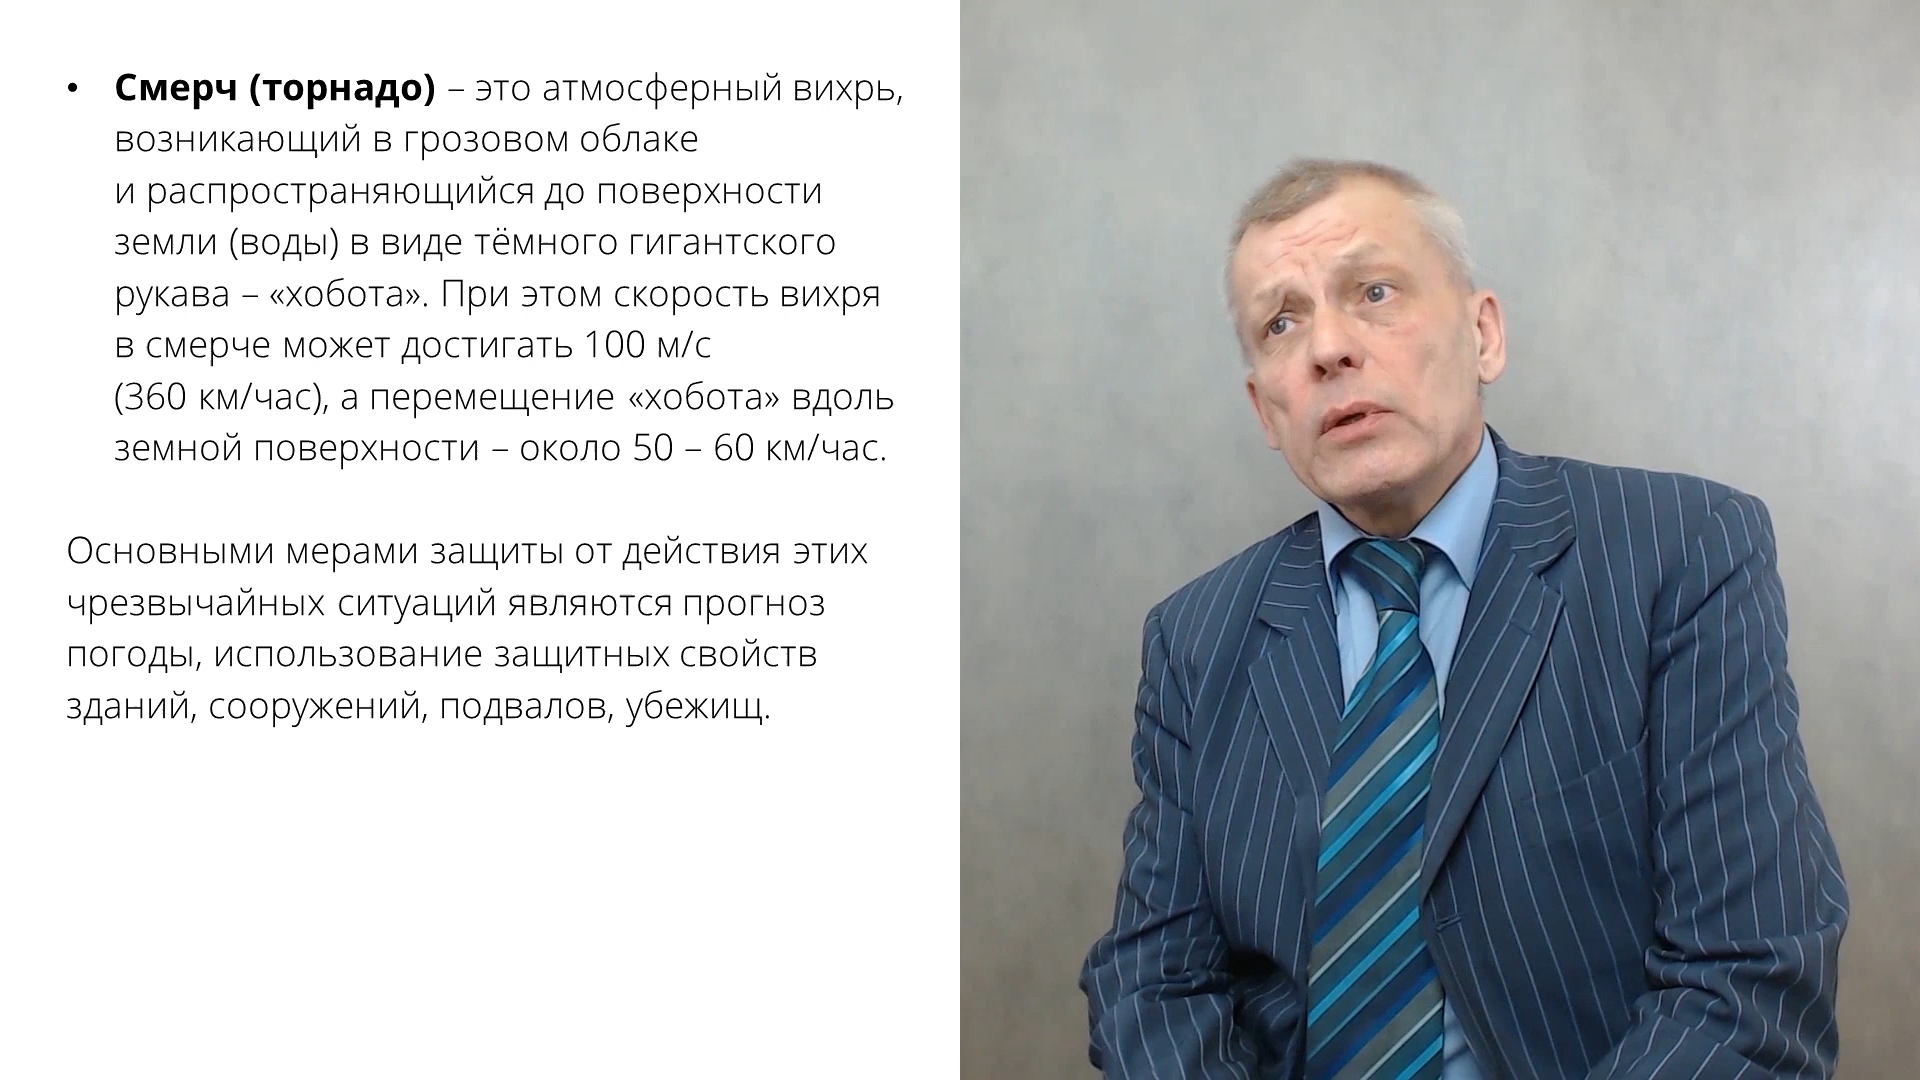 • Смерч (торнадо) – это атмосферный вихрь,
возникающий в грозовом облаке
и распространяющийся до поверхности
земли (воды) в виде тёмного гигантского
рукава – «хобота». При этом скорость вихря
в смерче может достигать 100 м/с
(360 км/час), а перемещение «хобота» вдоль
земной поверхности – около 50 – 60 км/час.
Основными мерами защиты от действия этих
чрезвычайных ситуаций являются прогноз
погоды, использование защитных свойств
зданий, сооружений, подвалов, убежищ.